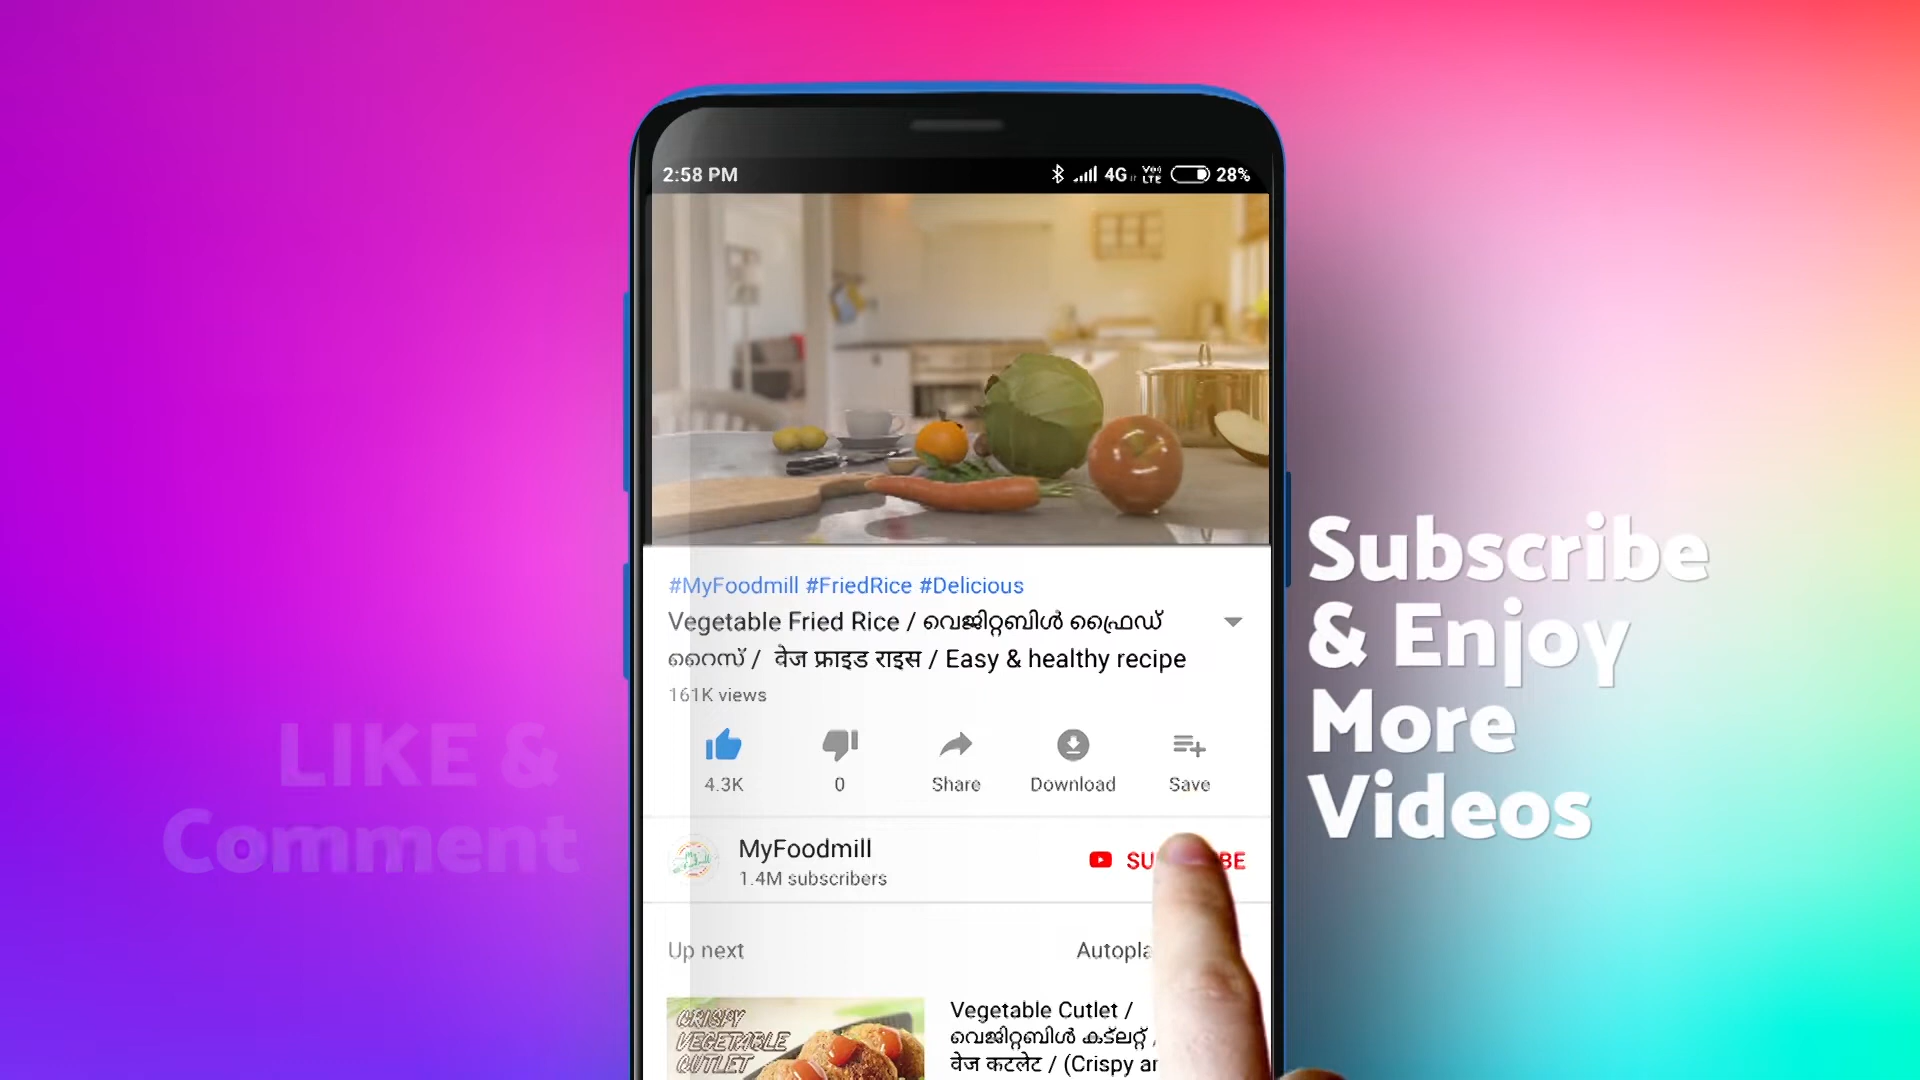 2:58 PM 4G VoLTE 28%
#MyFoodmill #FriedRice #Delicious
Vegetable Fried Rice / വെജിറ്റബിൾ ഫ്രൈഡ്
റൈസ് / वेज फ्राइड राइस / Easy & healthy recipe
161K views
4.3K 0 Share Download Save
MyFoodmill
1.4M subscribers
Up next
CRISPY
VEGETABLE
CUTLET
Vegetable Cutlet /
വെജിറ്റബിൾ കട്ലറ്റ് /
वेज कटलेट / (Crispy
LIKE &
Comment
Subscribe
& Enjoy
More
Videos